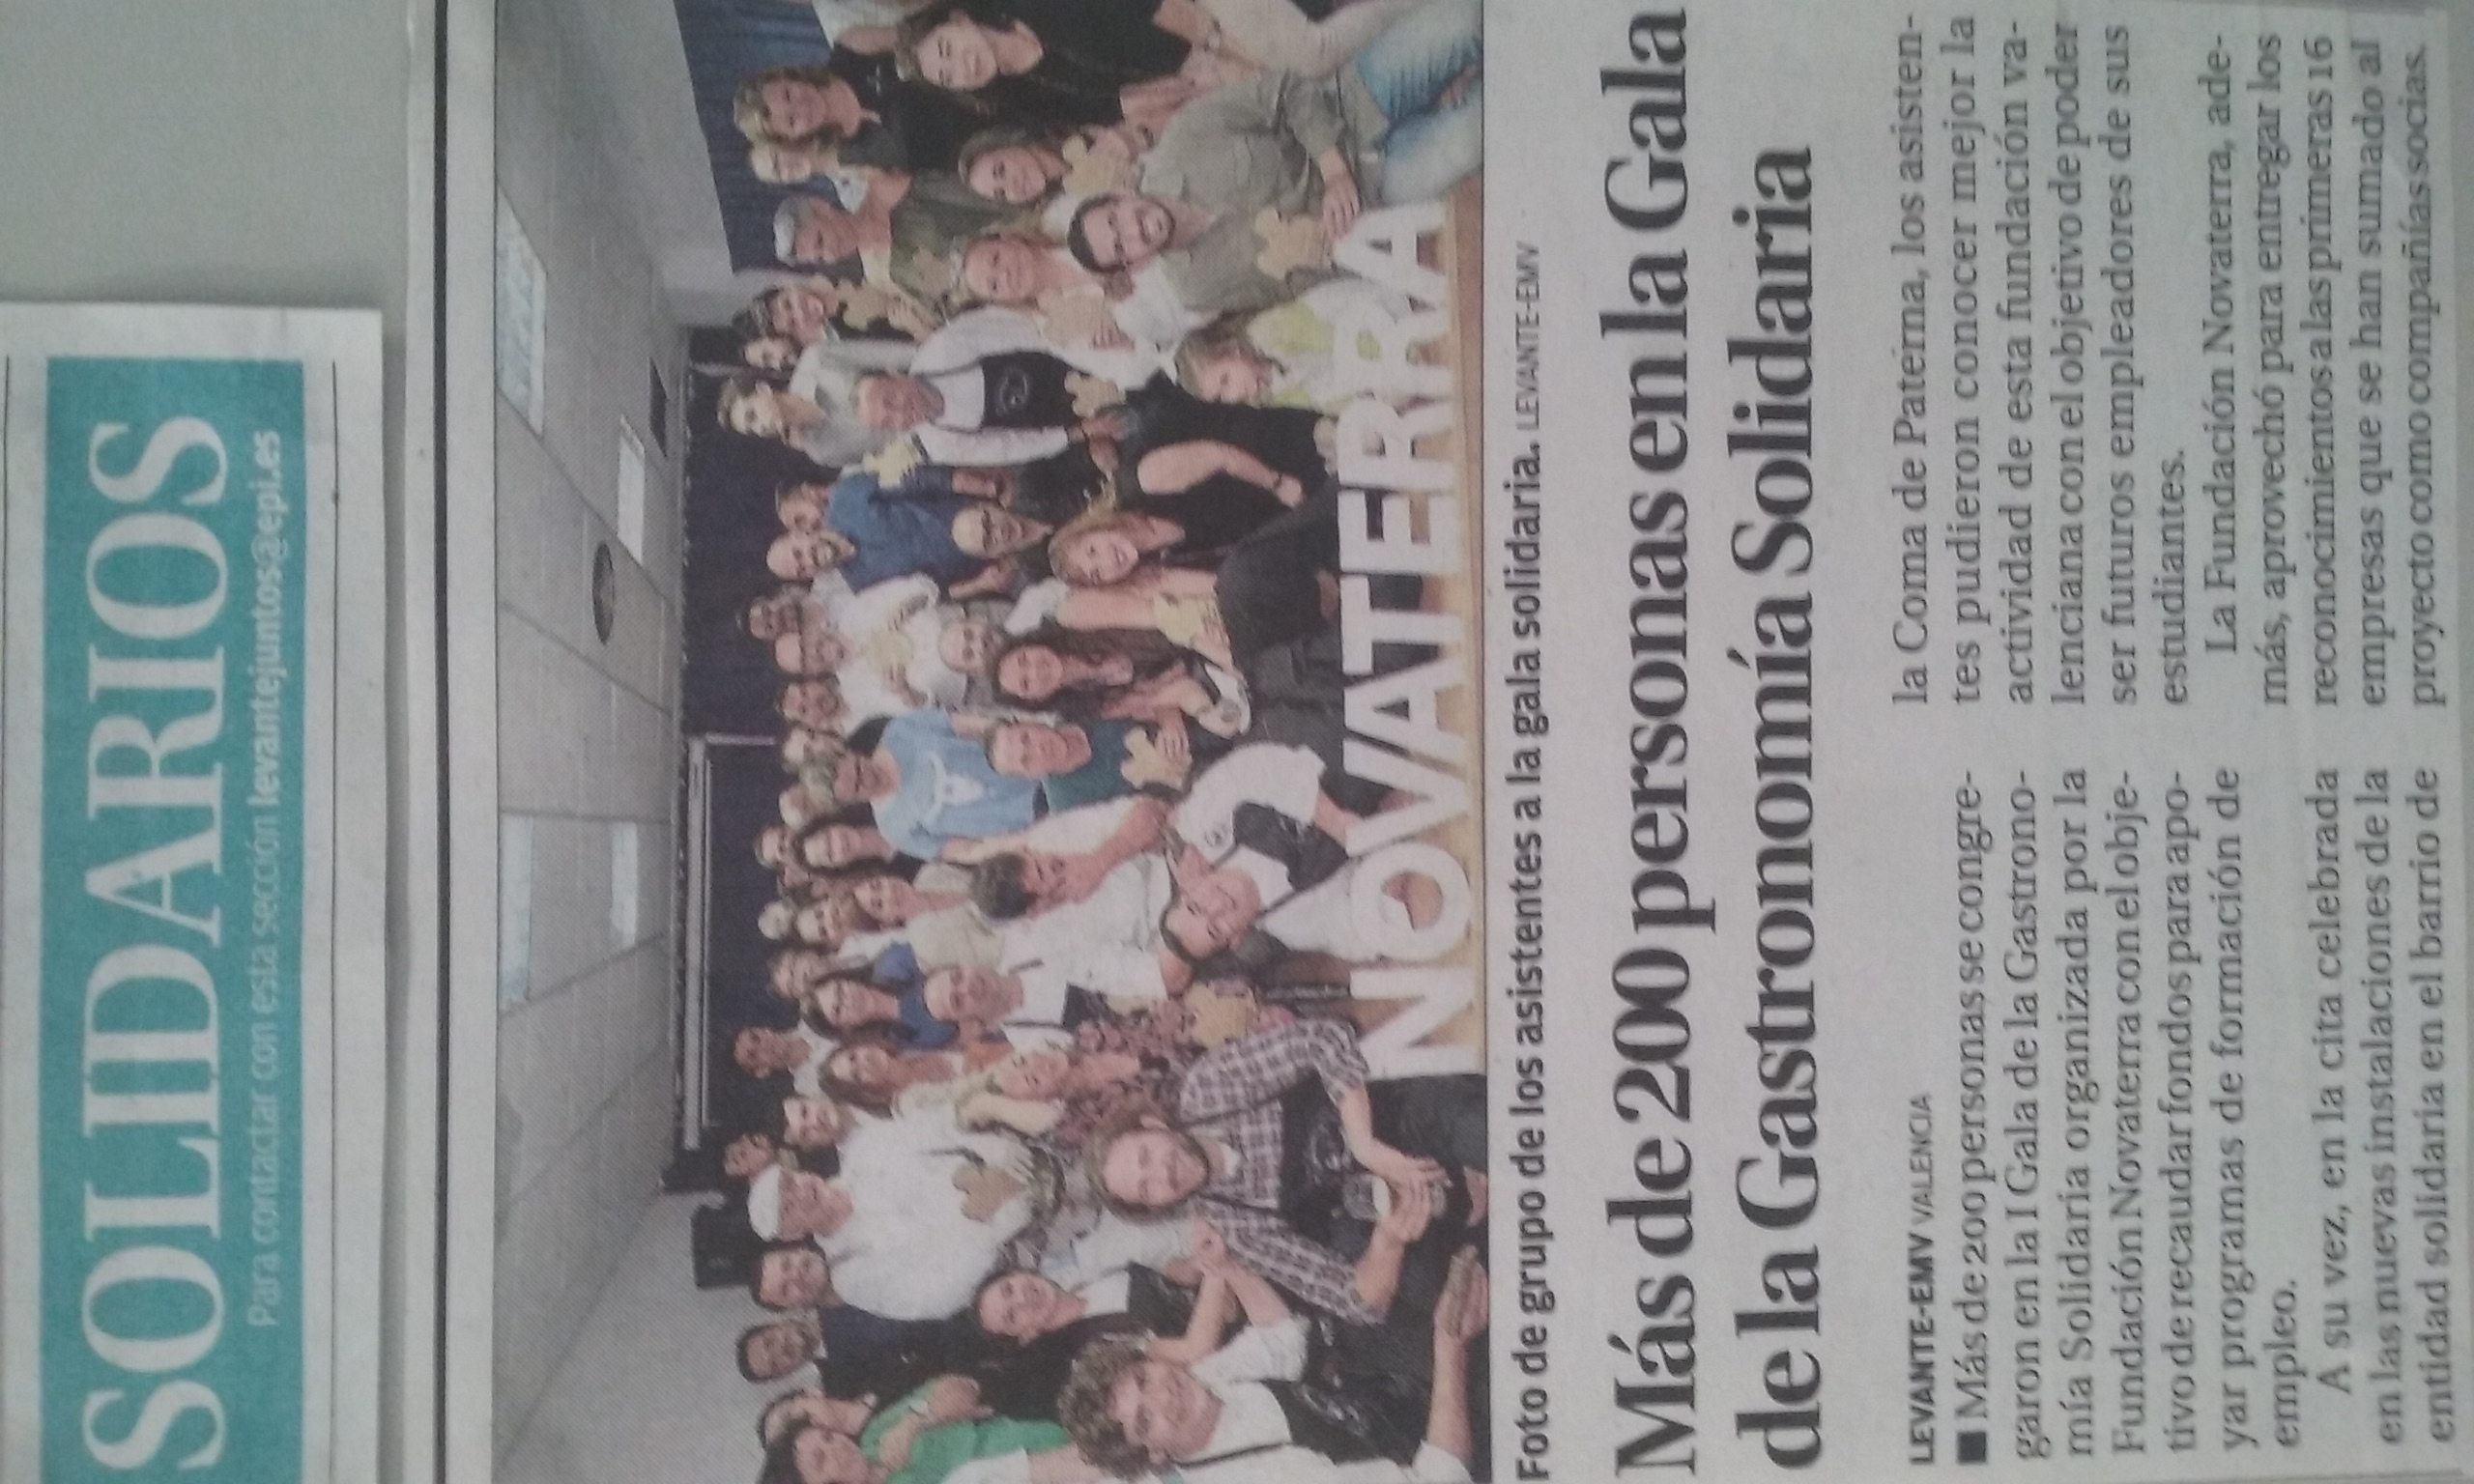 SOLIDARIOS
Para contactar con esta sección levantejuntos@epi.es
NOVATERRA
Foto de grupo de los asistentes a la gala solidaria. LEVANTE-EMV
Más de 200 personas en la Gala
de la Gastronomía Solidaria
LEVANTE-EMV VALENCIA
■ Más de 200 personas se congre-
garon en la I Gala de la Gastrono-
mía Solidaria organizada por la
Fundación Novaterra con el obje-
tivo de recaudar fondos para apo-
yar programas de formación de
empleo.
A su vez, en la cita celebrada
en las nuevas instalaciones de la
entidad solidaria en el barrio de
la Coma de Paterna, los asisten-
tes pudieron conocer mejor la
actividad de esta fundación va-
lenciana con el objetivo de poder
ser futuros empleadores de sus
estudiantes.
La Fundación Novaterra, ade-
más, aprovechó para entregar los
reconocimientos a las primeras 16
empresas que se han sumado al
proyecto como compañías socias.